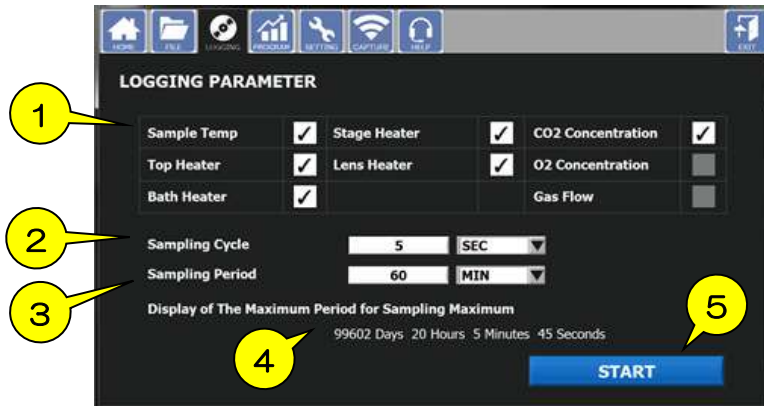 HOME FILE LOGGING PROGRAM SETTING CAPTURE HELP EXIT
LOGGING PARAMETER
1
Sample Temp ✓ Stage Heater ✓ CO2 Concentration ✓
Top Heater ✓ Lens Heater ✓ O2 Concentration
Bath Heater ✓ Gas Flow
2
Sampling Cycle 5 SEC
Sampling Period 60 MIN
3
Display of The Maximum Period for Sampling Maximum
4
99602 Days 20 Hours 5 Minutes 45 Seconds
5
START